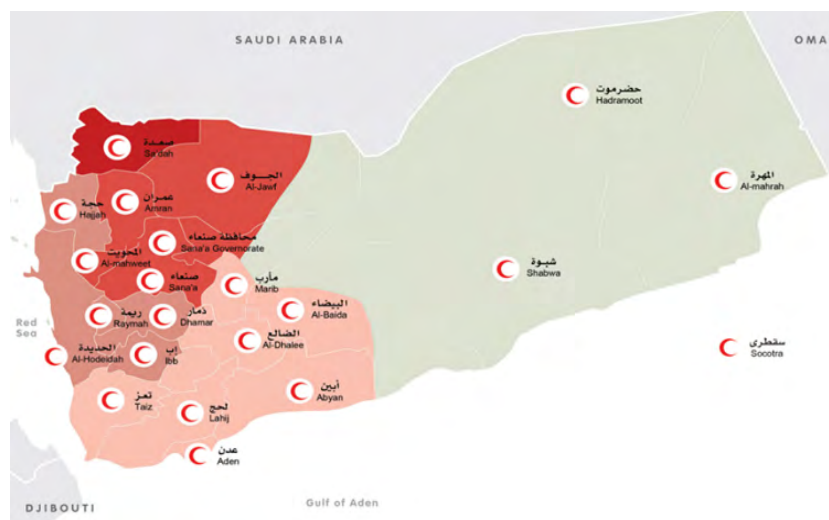 SAUDI ARABIA
OMA
حضرموت
Hadramoot
صعدة
Sa'dah
الجـــوف
Al-Jawf
المهرة
Al-mahrah
عمران
Amran
حجة
Hajjah
محافظة صنعاء
Sana'a Governorate
المحويت
Al-mahweet
شبوة
Shabwa
صنعاء
Sana'a
مأرب
Marib
البيضاء
Al-Baida
ريمة
Raymah
ذمار
Dhamar
Red
Sea
الضالع
Al-Dhalee
سقطرى
Socotra
الحديدة
Al-Hodeidah
إب
Ibb
أبين
Abyan
تعز
Taiz
لحج
Lahij
عدن
Aden
Gulf of Aden
DJIBOUTI